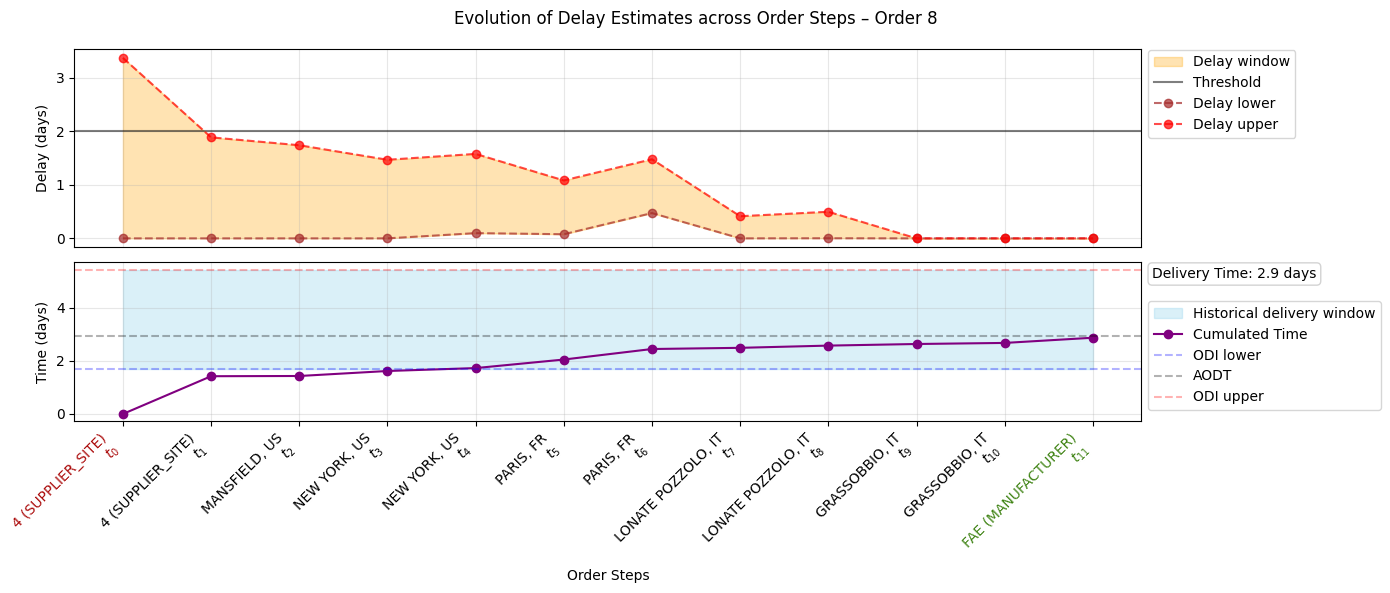 Evolution of Delay Estimates across Order Steps – Order 8
Delay (days)
3
2
1
0
Delay window
Threshold
Delay lower
Delay upper
Time (days)
4
2
0
Delivery Time: 2.9 days
Historical delivery window
Cumulated Time
ODI lower
AODT
ODI upper
4 (SUPPLIER_SITE)
t0
4 (SUPPLIER_SITE)
t1
MANSFIELD, US
t2
NEW YORK, US
t3
NEW YORK, US
t4
PARIS, FR
t5
PARIS, FR
t6
LONATE POZZOLO, IT
t7
LONATE POZZOLO, IT
t8
GRASSOBBIO, IT
t9
GRASSOBBIO, IT
t10
FAE (MANUFACTURER)
t11
Order Steps